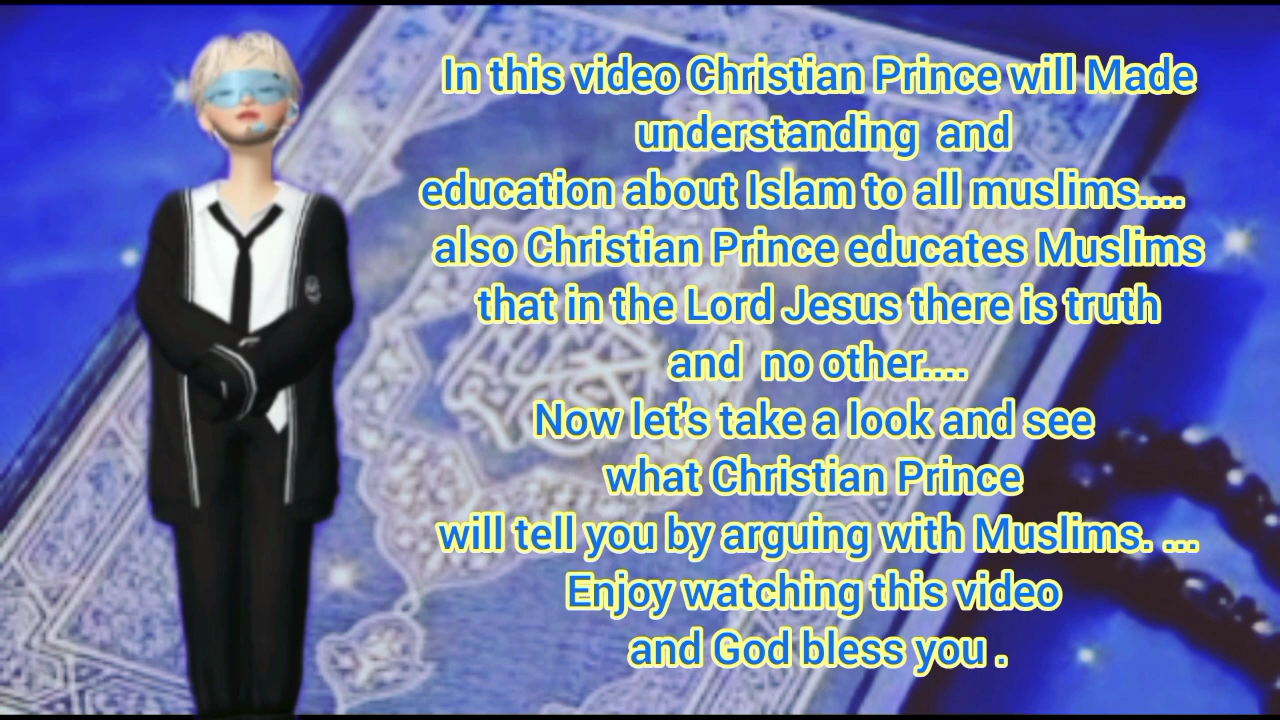 In this video Christian Prince will Made
understanding and
education about Islam to all muslims....
also Christian Prince educates Muslims
that in the Lord Jesus there is truth
and no other....
Now let's take a look and see
what Christian Prince
will tell you by arguing with Muslims. ...
Enjoy watching this video
and God bless you .